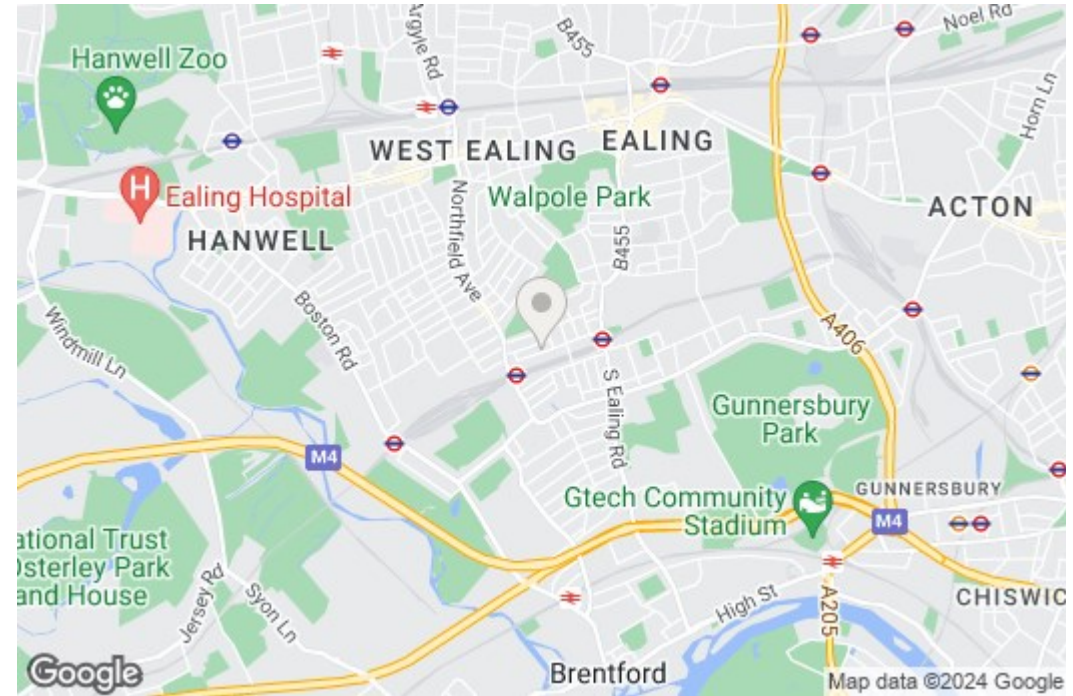 Noel Rd
B455
Argyle Rd
Hanwell Zoo
Horn Ln
WEST EALING
EALING
H
Ealing Hospital
Walpole Park
ACTON
HANWELL
Northfield Ave
B455
Boston Rd
Windmill Ln
A406
S Ealing Rd
Gunnersbury
Park
M4
GUNNERSBURY
Gtech Community
Stadium
M4
ational Trust
Osterley Park
and House
Jersey Rd
Syon Ln
High St
A205
CHISWIC
Brentford
Google
Map data ©2024 Google